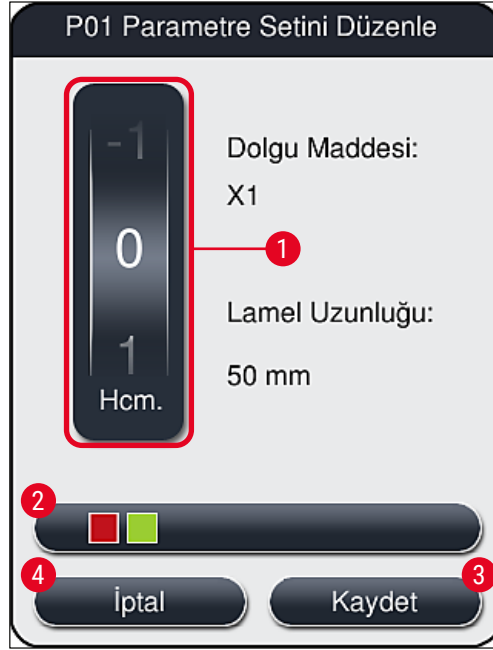 P01 Parametre Setini Düzenle
-1
0
1
Hcm.
1
Dolgu Maddesi:
X1
Lamel Uzunluğu:
50 mm
2
4
İptal
3
Kaydet